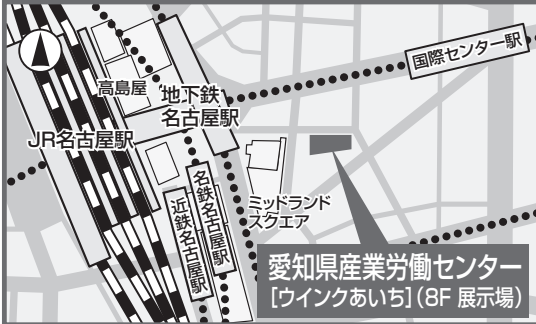 国際センター駅
高島屋
地下鉄
名古屋駅
JR名古屋駅
ミッドランド
スクエア
名鉄名古屋駅
近鉄名古屋駅
愛知県産業労働センター
[ウインクあいち](8F 展示場)